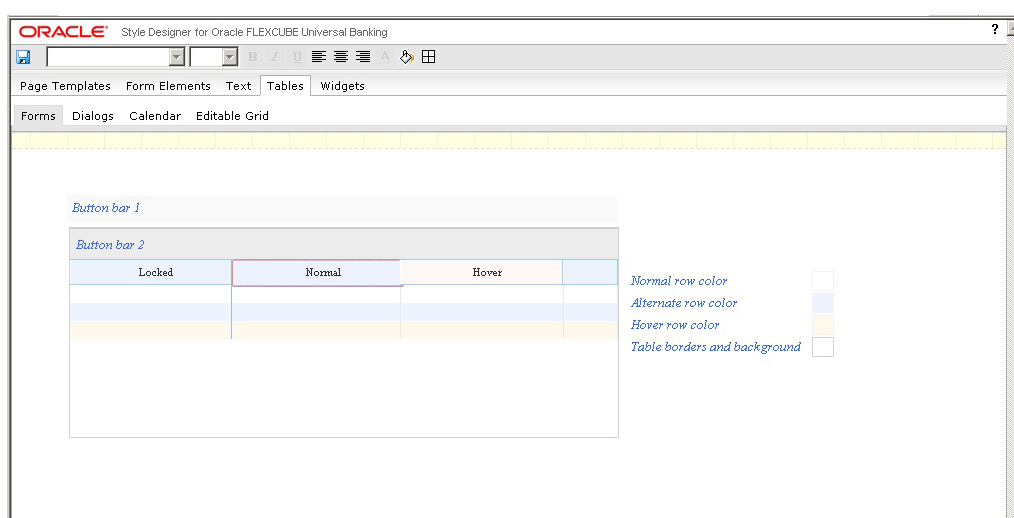 ORACLE Style Designer for Oracle FLEXCUBE Universal Banking ?
B I U A
Page Templates Form Elements Text Tables Widgets
Forms Dialogs Calendar Editable Grid
Button bar 1
Button bar 2
Locked Normal Hover
Normal row color
Alternate row color
Hover row color
Table borders and background